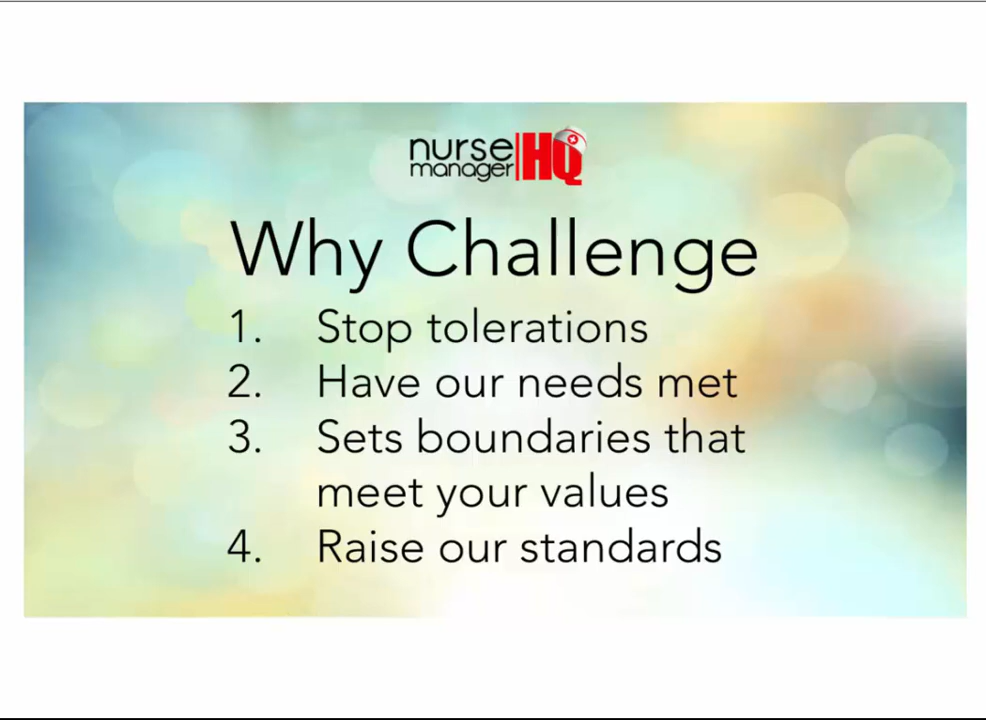 nurse
manager HQ
Why Challenge
1. Stop tolerations
2. Have our needs met
3. Sets boundaries that
meet your values
4. Raise our standards